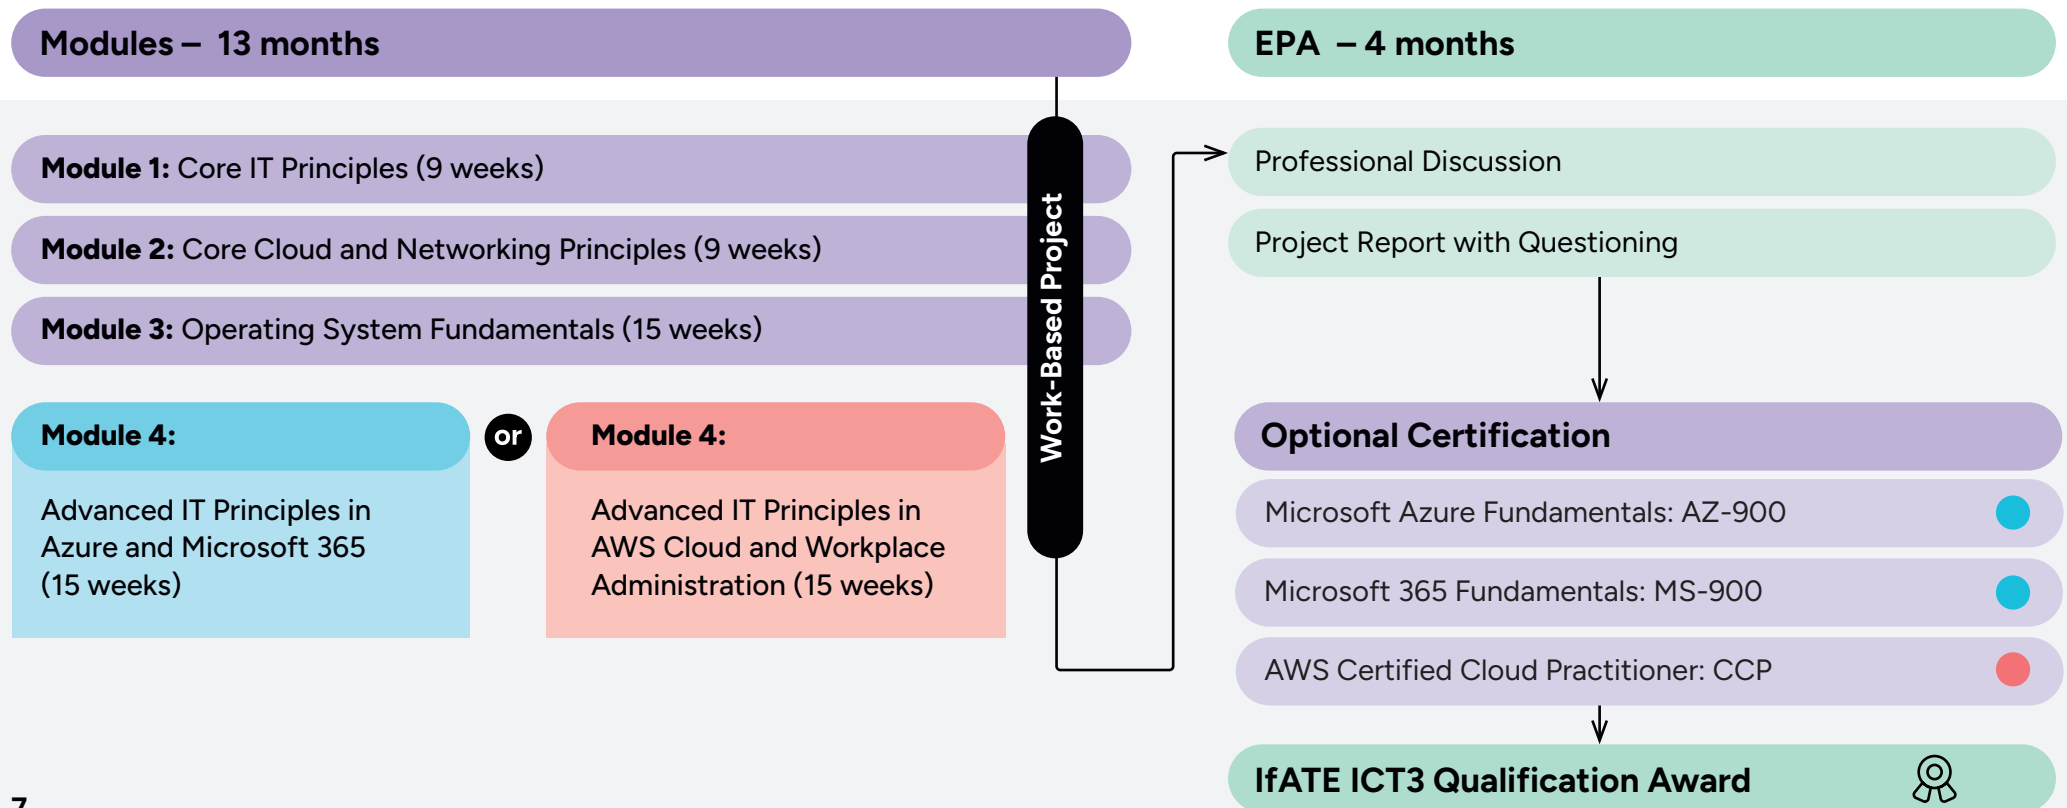 Modules – 13 months
Module 1: Core IT Principles (9 weeks)
Module 2: Core Cloud and Networking Principles (9 weeks)
Module 3: Operating System Fundamentals (15 weeks)
Module 4:
Advanced IT Principles in
Azure and Microsoft 365
(15 weeks)
or
Module 4:
Advanced IT Principles in
AWS Cloud and Workplace
Administration (15 weeks)
Work-Based Project
EPA – 4 months
Professional Discussion
Project Report with Questioning
Optional Certification
Microsoft Azure Fundamentals: AZ-900
Microsoft 365 Fundamentals: MS-900
AWS Certified Cloud Practitioner: CCP
IfATE ICT3 Qualification Award
7